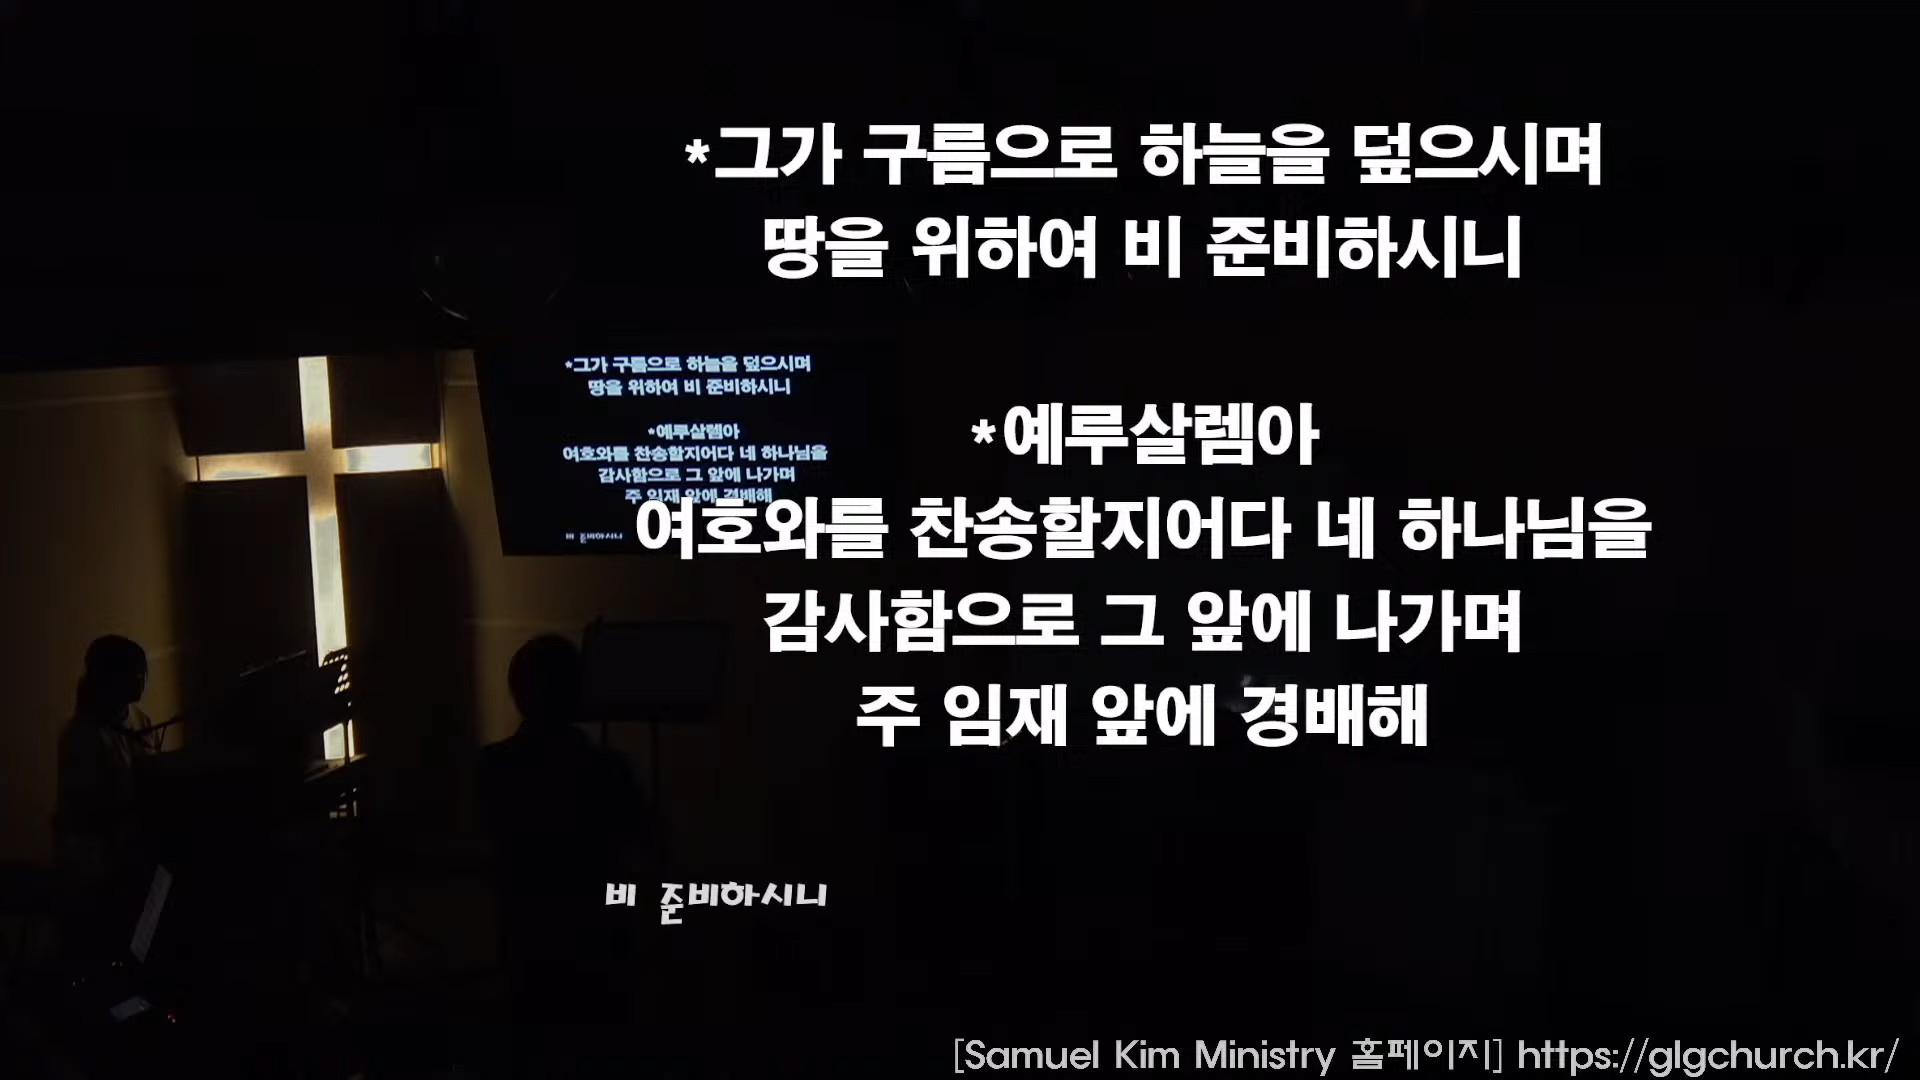 *그가 구름으로 하늘을 덮으시며
땅을 위하여 비 준비하시니
*예루살렘아
여호와를 찬송할지어다 네 하나님을
감사함으로 그 앞에 나가며
주 임재 앞에 경배해
비 준비하시니
*그가 구름으로 하늘을 덮으시며
땅을 위하여 비 준비하시니
*예루살렘아
여호와를 찬송할지어다 네 하나님을
감사함으로 그 앞에 나가며
주 임재 앞에 경배해
비 준비하시니
[Samuel Kim Ministry 홈페이지] https://glgchurch.kr/